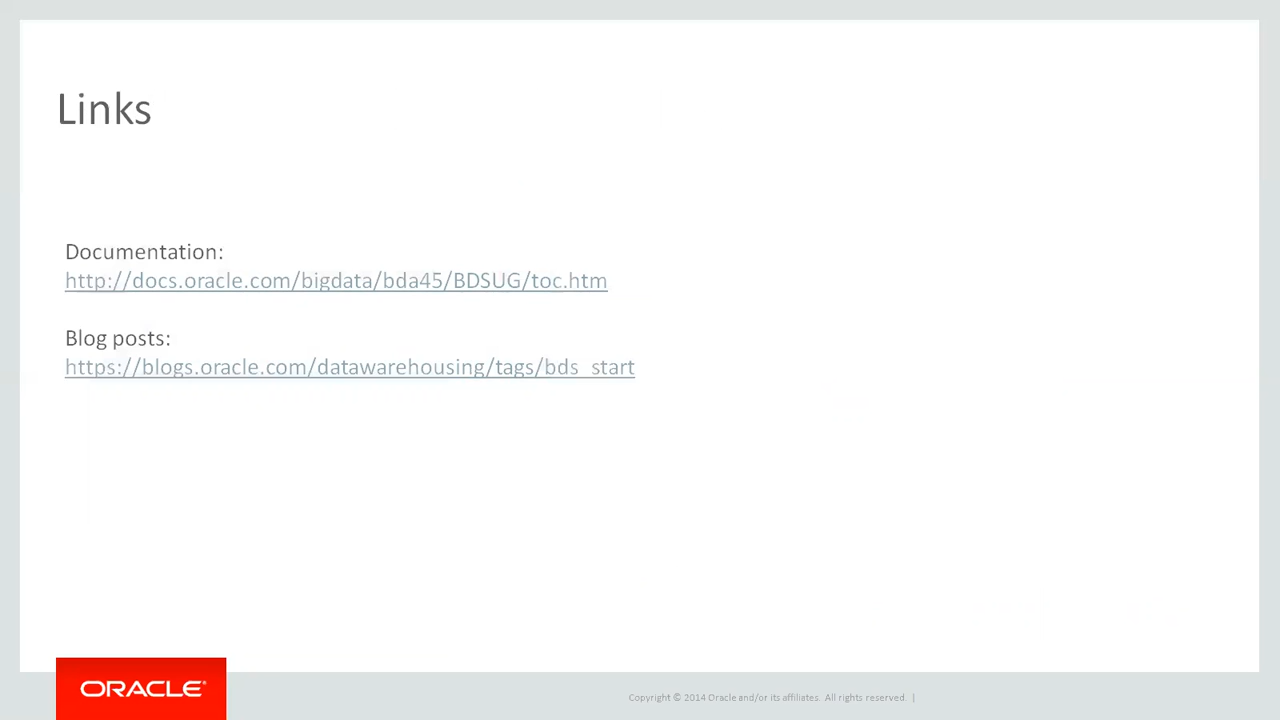 Links
Documentation:
http://docs.oracle.com/bigdata/bda45/BDSUG/toc.htm
Blog posts:
https://blogs.oracle.com/datawarehousing/tags/bds_start
ORACLE®
Copyright © 2014 Oracle and/or its affiliates. All rights reserved. |